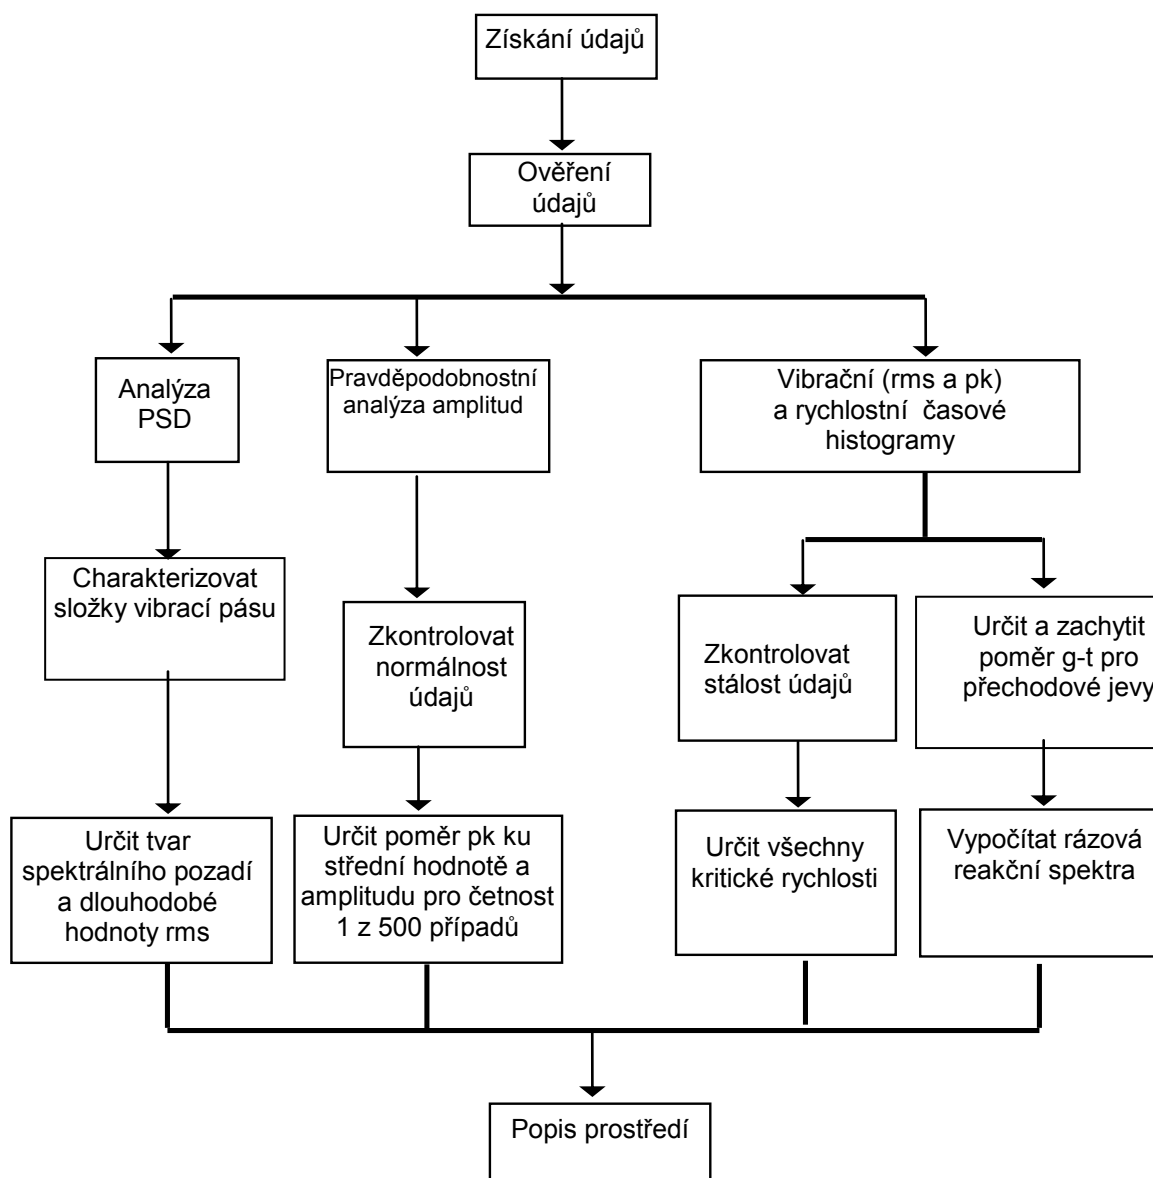 Získání údajů
Ověření
údajů
Analýza
PSD
Pravděpodobnostní
analýza amplitud
Vibrační (rms a pk)
a rychlostní časové
histogramy
Charakterizovat
složky vibrací pásu
Zkontrolovat
normálnost
údajů
Zkontrolovat
stálost údajů
Určit a zachytit
poměr g-t pro
přechodové jevy
Určit tvar
spektrálního pozadí
a dlouhodobé
hodnoty rms
Určit poměr pk ku
střední hodnotě a
amplitudu pro četnost
1 z 500 případů
Určit všechny
kritické rychlosti
Vypočítat rázová
reakční spektra
Popis prostředí